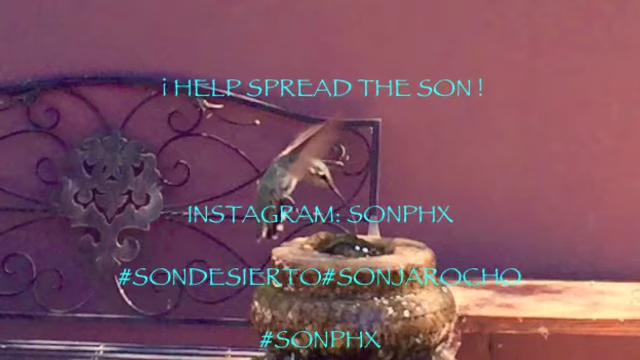 ¡ HELP SPREAD THE SON !
INSTAGRAM: SONPHX
#SONDESIERTO#SONJAROCHO
#SONPHX